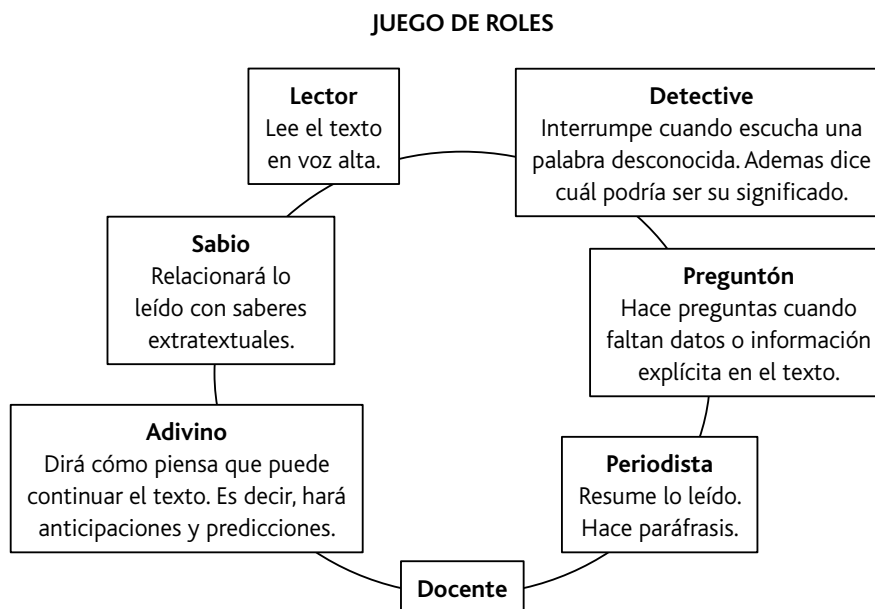 JUEGO DE ROLES
Lector
Lee el texto
en voz alta.
Detective
Interrumpe cuando escucha una
palabra desconocida. Ademas dice
cuál podría ser su significado.
Sabio
Relacionará lo
leído con saberes
extratextuales.
Preguntón
Hace preguntas cuando
faltan datos o información
explícita en el texto.
Adivino
Dirá cómo piensa que puede
continuar el texto. Es decir, hará
anticipaciones y predicciones.
Periodista
Resume lo leído.
Hace paráfrasis.
Docente